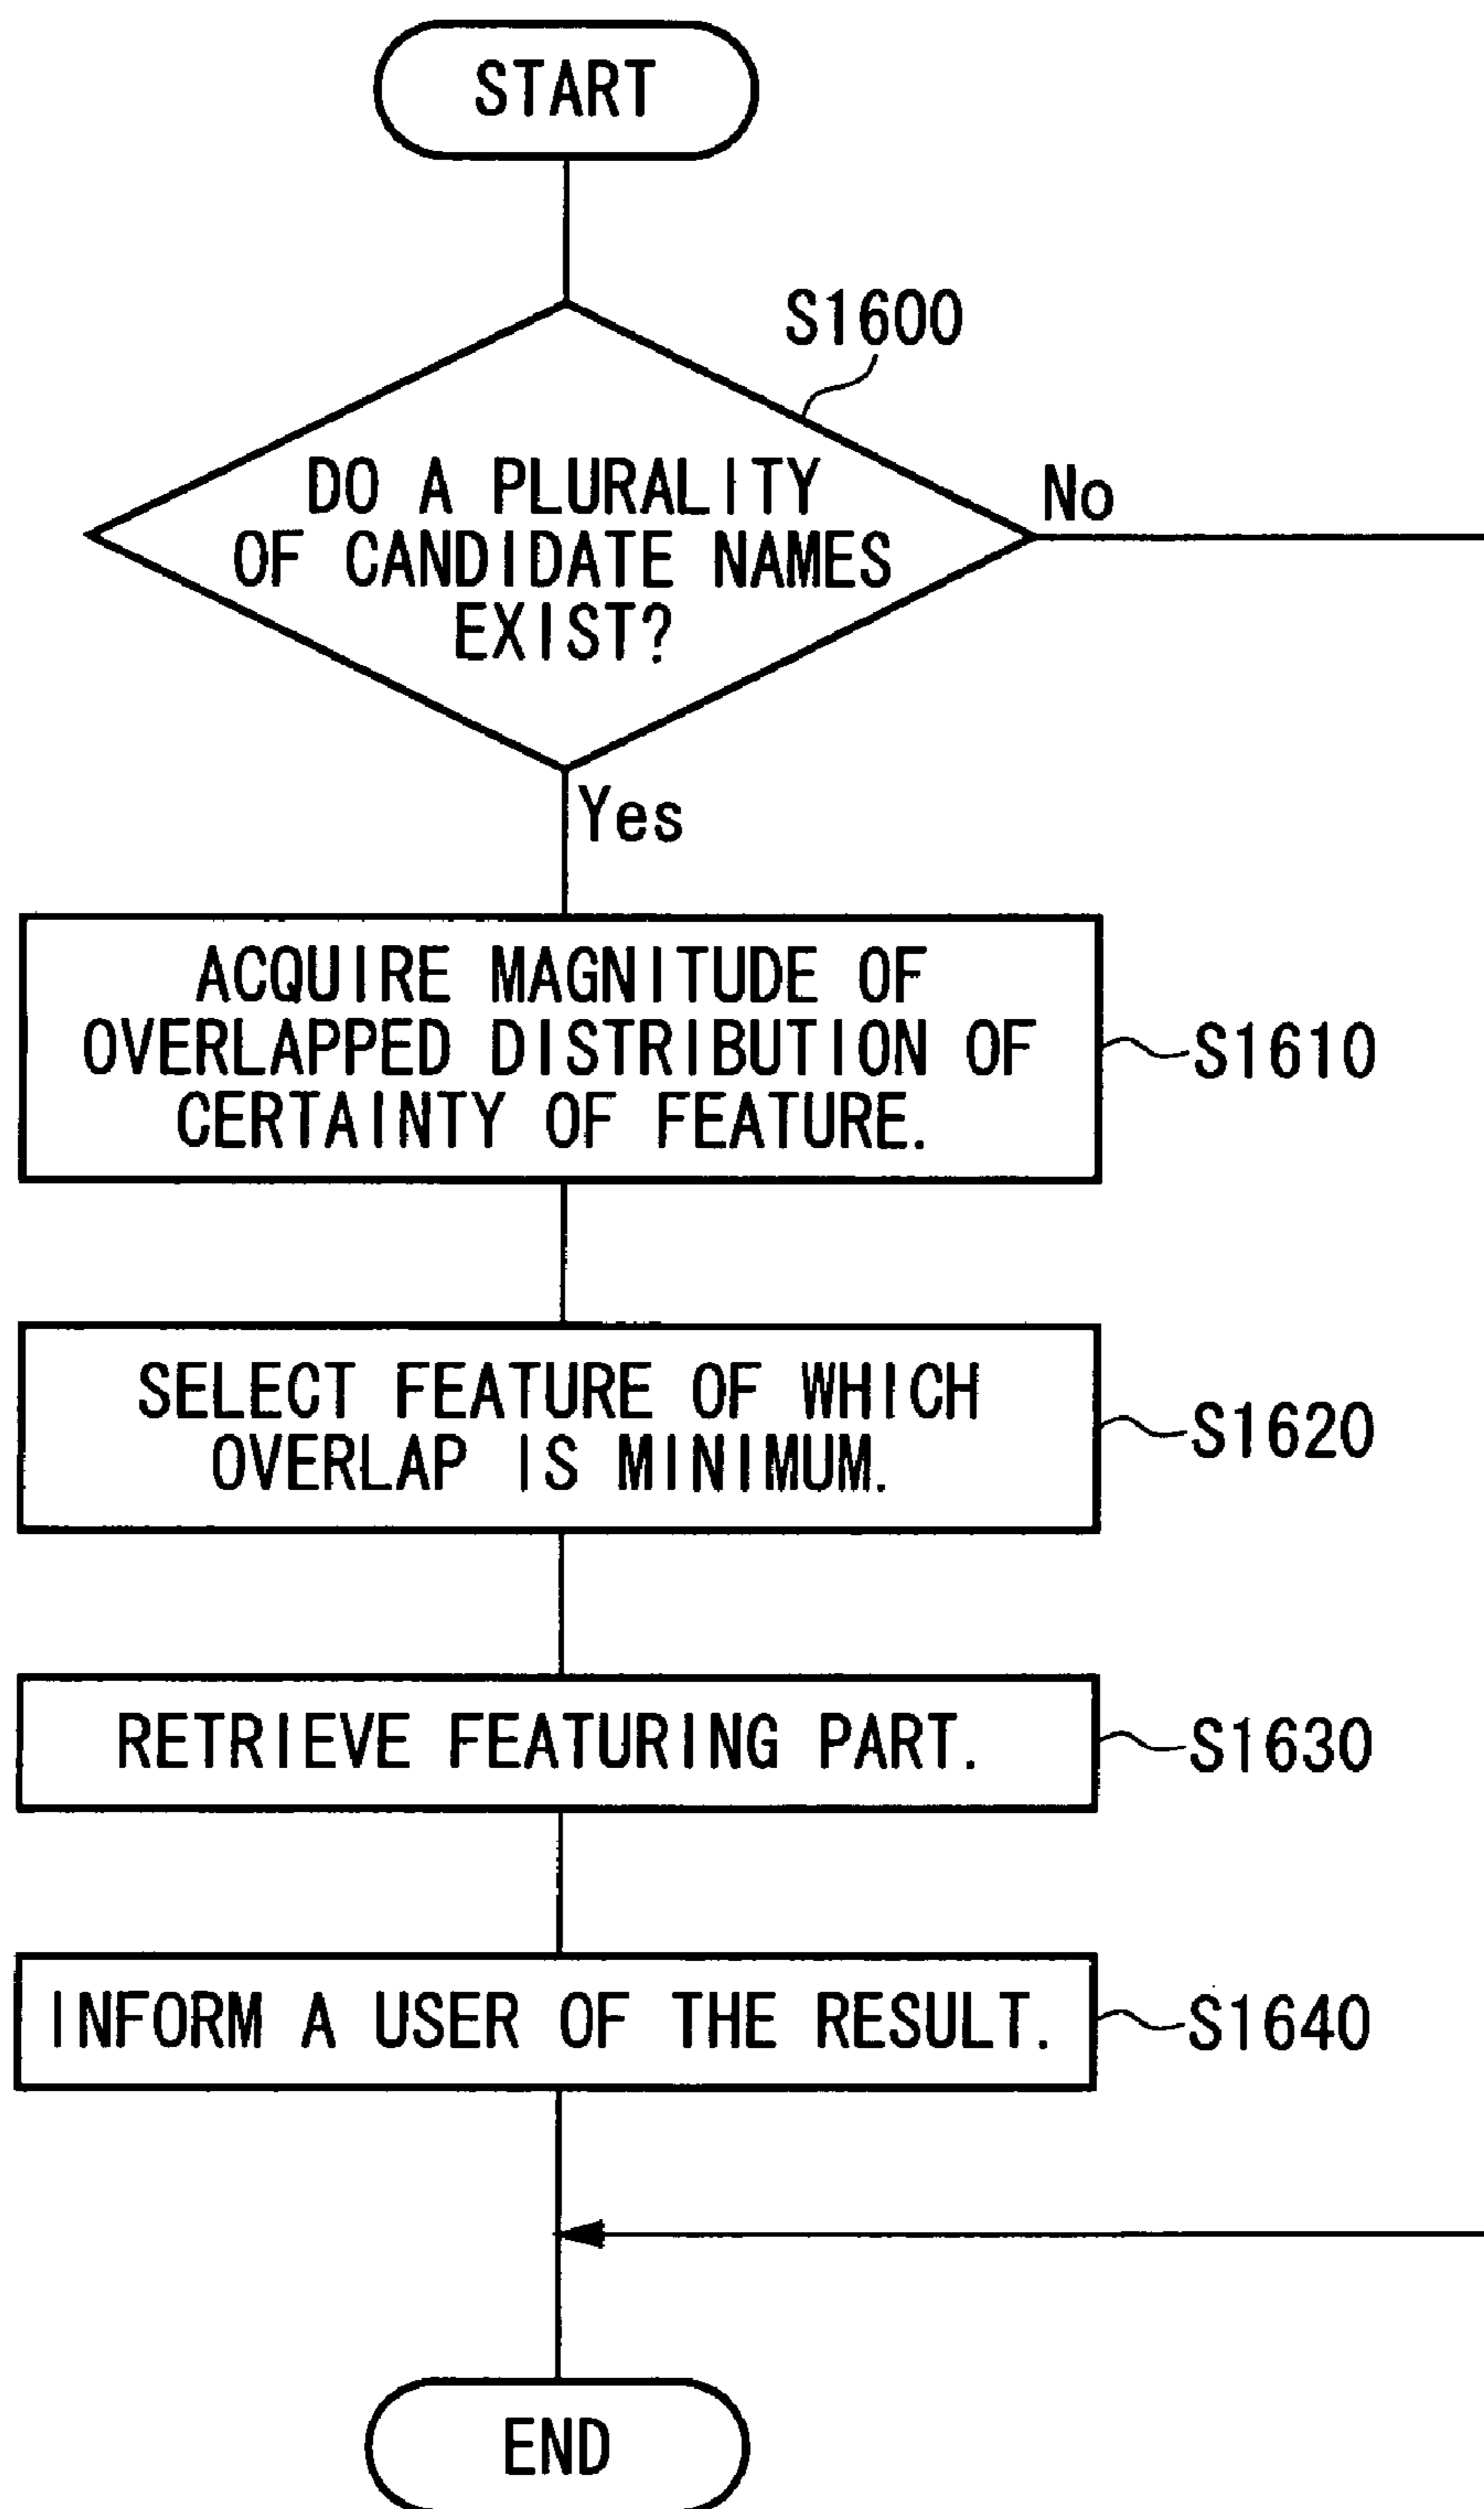 START
S1600
DO A PLURALITY
OF CANDIDATE NAMES
EXIST?
No
Yes
ACQUIRE MAGNITUDE OF
OVERLAPPED DISTRIBUTION OF
CERTAINTY OF FEATURE.
S1610
SELECT FEATURE OF WHICH
OVERLAP IS MINIMUM.
S1620
RETRIEVE FEATURING PART.
S1630
INFORM A USER OF THE RESULT.
S1640
END